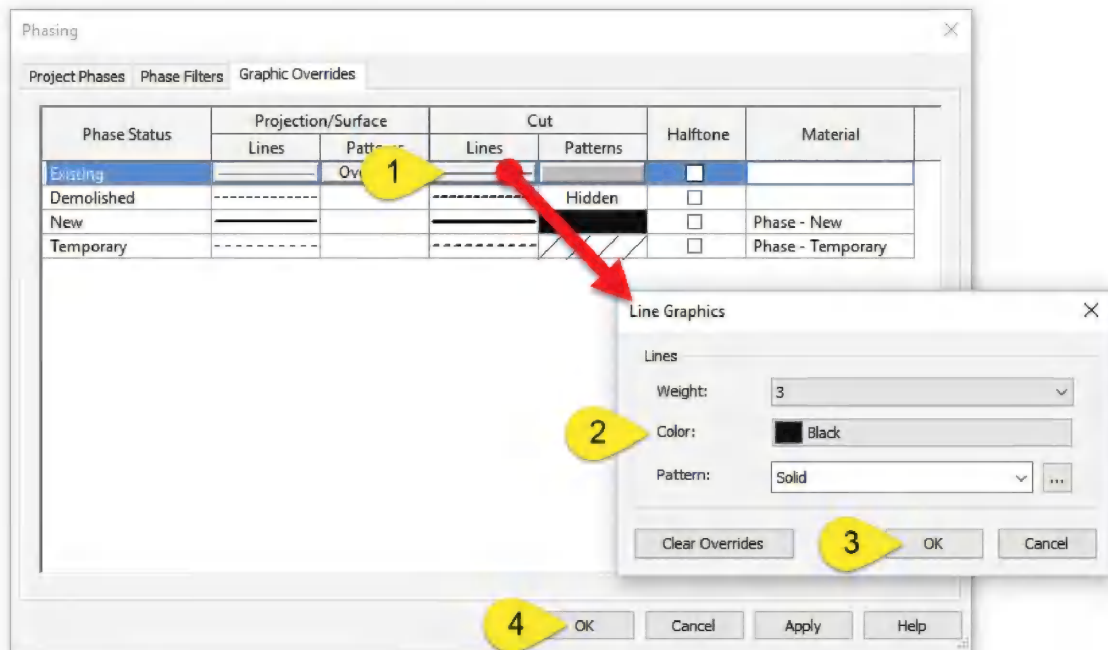 Phasing
Project Phases Phase Filters Graphic Overrides
Phase Status Projection/Surface Cut Halftone Material
Lines Lines Patterns
Existing 1
Demolished Hidden
New Phase - New
Temporary Phase - Temporary
Line Graphics
Lines
Weight: 3
2 Color: Black
Pattern: Solid ...
Clear Overrides 3 OK Cancel
4 OK Cancel Apply Help